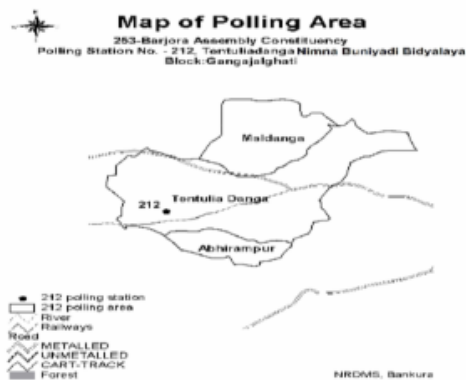 Map of Polling Area
253-Barjora Assembly Constituency
Polling Station No. - 212, Tentuliadanga Nimna Buniyadi Bidyalaya
Block:Gangajalghati
Maldanga
Tentulia Danga
212
Abhirampur
212 polling station
212 polling area
River
Railways
Road
METALLED
UNMETALLED
CART-TRACK
Forest
NRDMS, Bankura